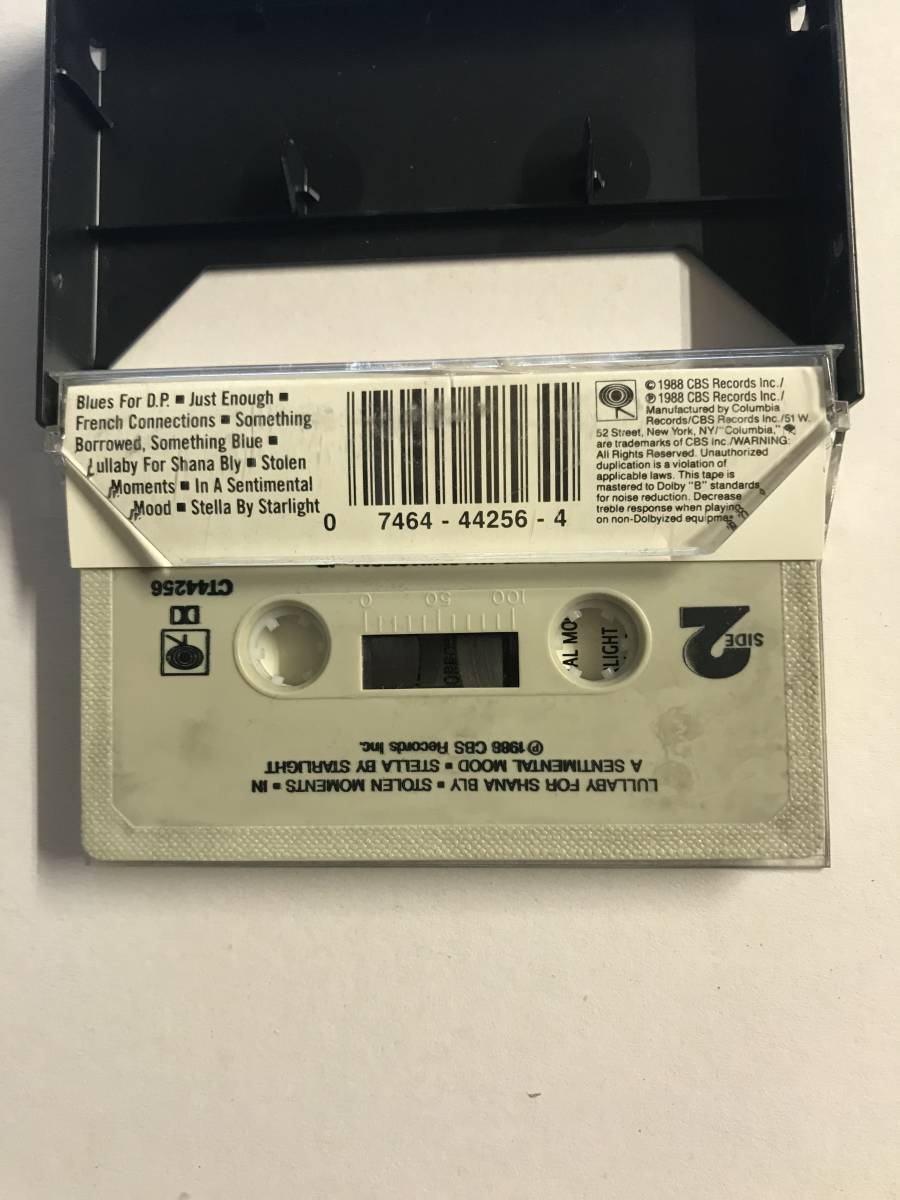 Blues For D.P. ■ Just Enough ■
French Connections ■ Something
Borrowed, Something Blue ■
Lullaby For Shana Bly ■ Stolen
Moments ■ In A Sentimental
Mood ■ Stella By Starlight
0 7464 - 44256 - 4
© 1988 CBS Records Inc./
℗ 1988 CBS Records Inc./
Manufactured by Columbia
Records/CBS Records Inc./51 W.
52 Street, New York, NY/"Columbia,"
are trademarks of CBS Inc./WARNING:
All Rights Reserved. Unauthorized
duplication is a violation of
applicable laws. This tape is
mastered to Dolby "B" standards
for noise reduction. Decrease
treble response when playing
on non-Dolbyized
SIDE 2
CT44256
100 50 0
AL MO
LIGHT
LULLABY FOR SHANA BLY ■ STOLEN MOMENTS ■ IN
A SENTIMENTAL MOOD ■ STELLA BY STARLIGHT
℗ 1988 CBS Records Inc.